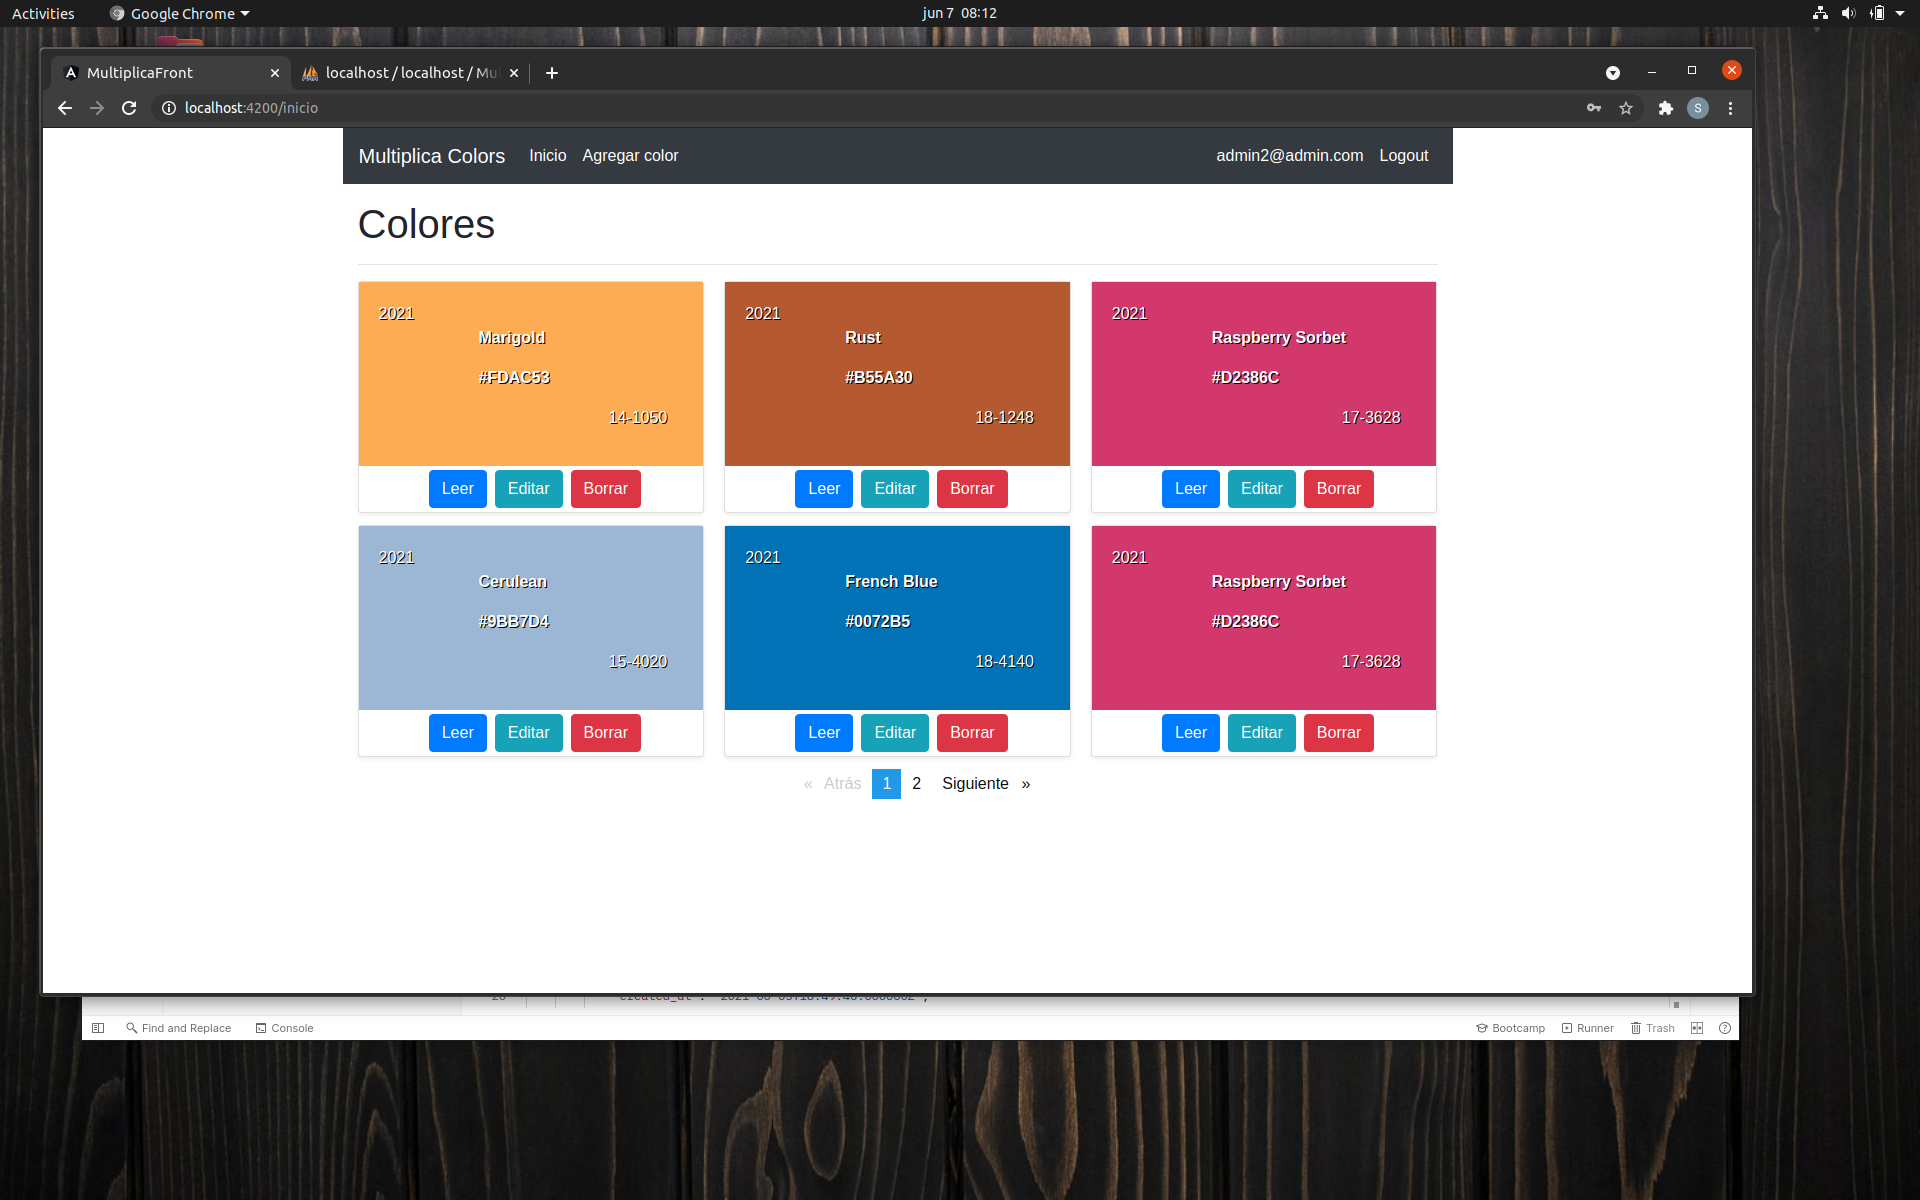 Activities Google Chrome jun 7 08:12
MultiplicaFront localhost / localhost / Mu
localhost:4200/inicio S
Multiplica Colors Inicio Agregar color admin2@admin.com Logout
Colores
2021 2021 2021
Marigold Rust Raspberry Sorbet
#FDAC53 #B55A30 #D2386C
14-1050 18-1248 17-3628
Leer Editar Borrar Leer Editar Borrar Leer Editar Borrar
2021 2021 2021
Cerulean French Blue Raspberry Sorbet
#9BB7D4 #0072B5 #D2386C
15-4020 18-4140 17-3628
Leer Editar Borrar Leer Editar Borrar Leer Editar Borrar
« Atrás 1 2 Siguiente »
Find and Replace Console Bootcamp Runner Trash